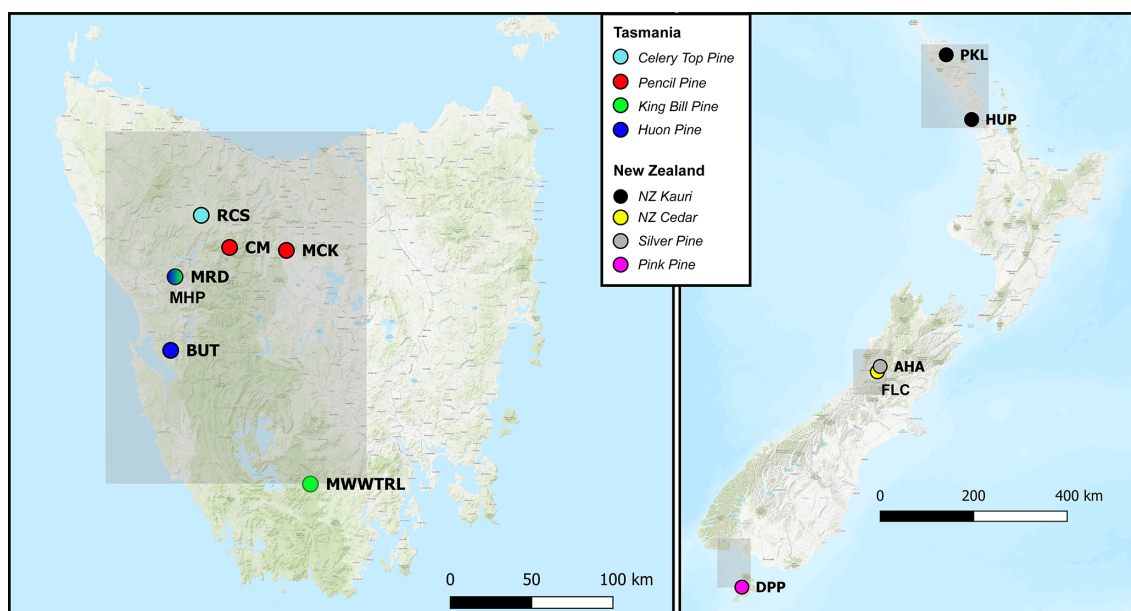 Tasmania
Celery Top Pine
Pencil Pine
King Bill Pine
Huon Pine
New Zealand
NZ Kauri
NZ Cedar
Silver Pine
Pink Pine
RCS
CM
MCK
MRD
MHP
BUT
MWWTRL
0 50 100 km
PKL
HUP
AHA
FLC
0 200 400 km
DPP